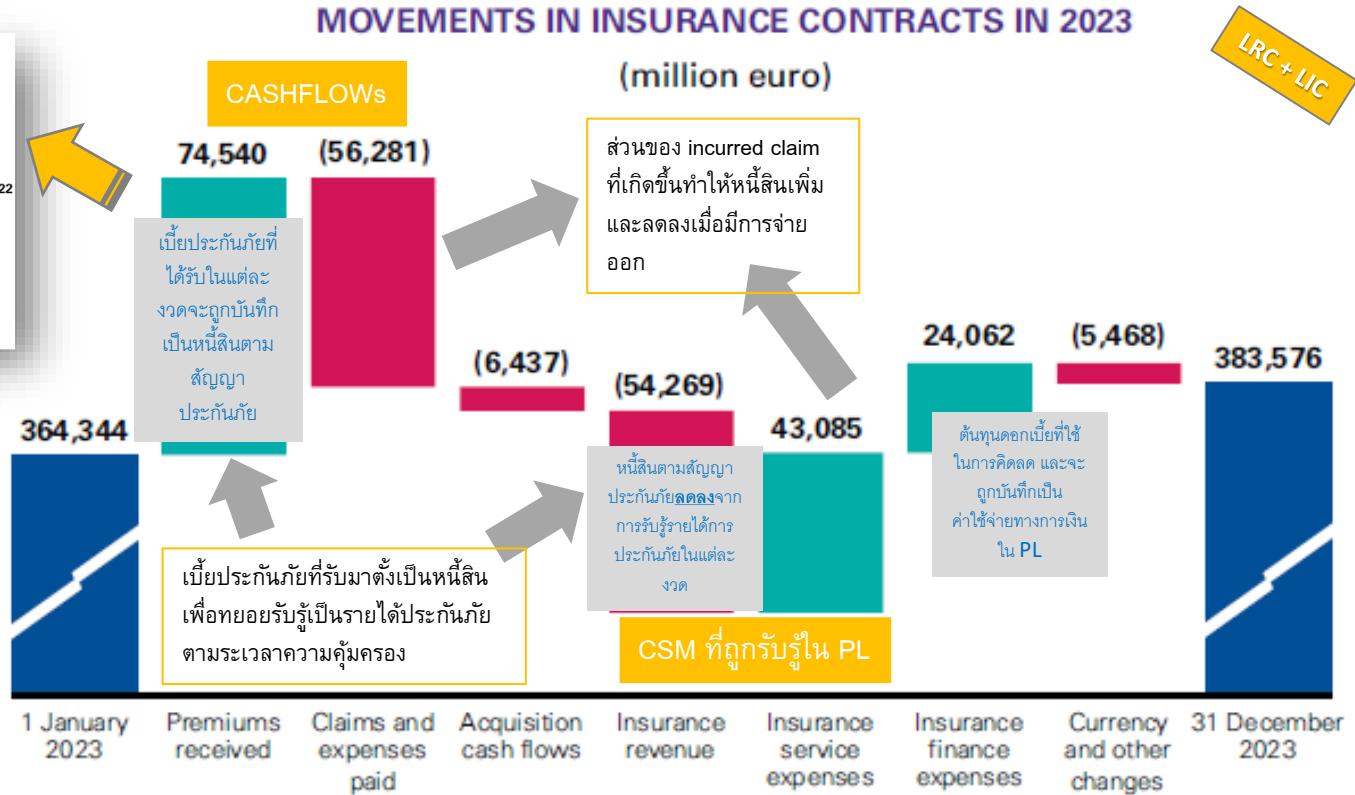 MOVEMENTS IN INSURANCE CONTRACTS IN 2023
(million euro)
LRC + LIC
CASHFLOWs
22
74,540
(56,281)
ส่วนของ incurred claim
ที่เกิดขึ้นทำให้หนี้สินเพิ่ม
และลดลงเมื่อมีการจ่าย
ออก
เบี้ยประกันภัยที่
ได้รับในแต่ละ
งวดจะถูกบันทึก
เป็นหนี้สินตาม
สัญญา
ประกันภัย
364,344
(6,437)
(54,269)
43,085
24,062
(5,468)
383,576
หนี้สินตามสัญญา
ประกันภัยลดลงจาก
การรับรู้รายได้การ
ประกันภัยในแต่ละ
งวด
ต้นทุนดอกเบี้ยที่ใช้
ในการคิดลด และจะ
ถูกบันทึกเป็น
ค่าใช้จ่ายทางการเงิน
ใน PL
เบี้ยประกันภัยที่รับมาตั้งเป็นหนี้สิน
เพื่อทยอยรับรู้เป็นรายได้ประกันภัย
ตามระยะเวลาความคุ้มครอง
CSM ที่ถูกรับรู้ใน PL
1 January
2023
Premiums
received
Claims and
expenses
paid
Acquisition
cash flows
Insurance
revenue
Insurance
service
expenses
Insurance
finance
expenses
Currency
and other
changes
31 December
2023